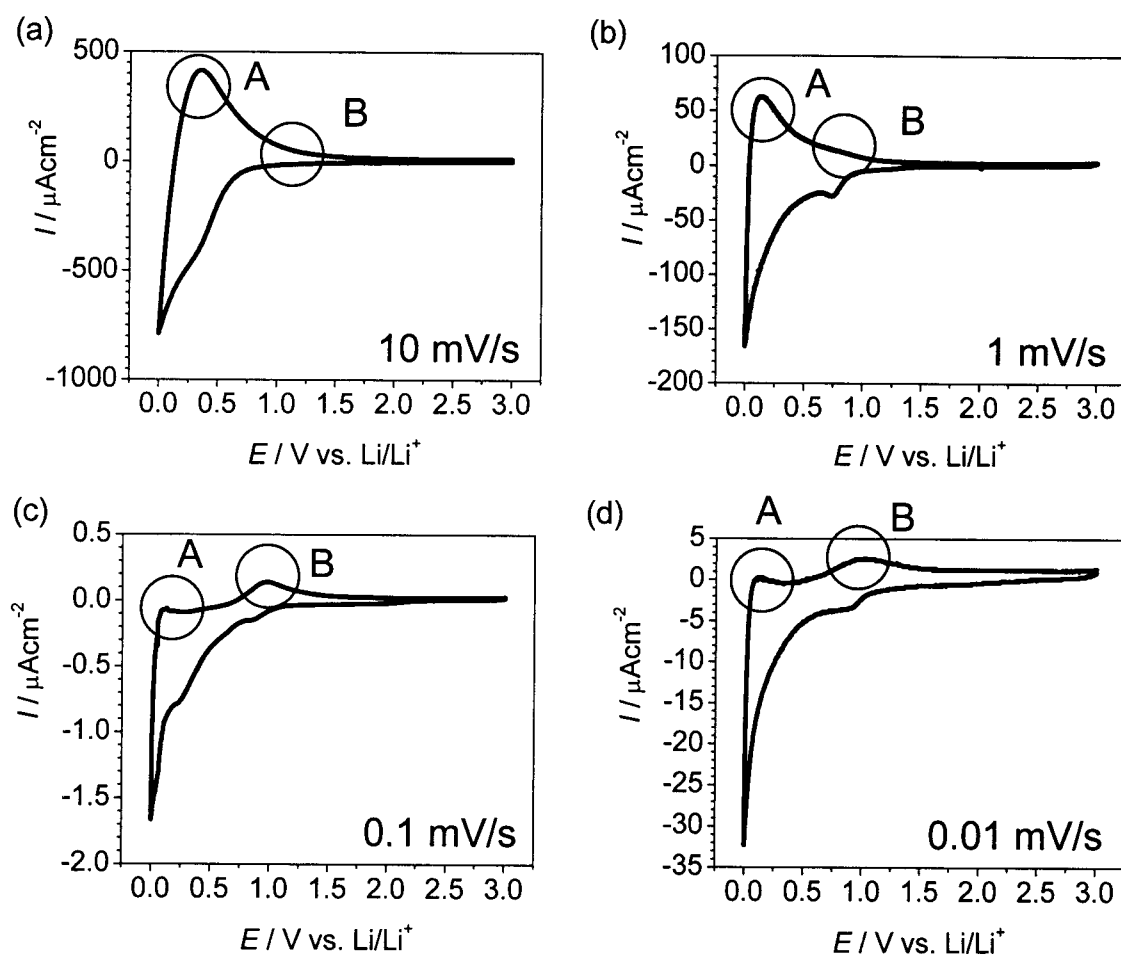 (a)
500
0
-500
-1000
I / μAcm⁻²
A
B
10 mV/s
0.0 0.5 1.0 1.5 2.0 2.5 3.0
E / V vs. Li/Li⁺
(b)
100
50
0
-50
-100
-150
-200
I / μAcm⁻²
A
B
1 mV/s
0.0 0.5 1.0 1.5 2.0 2.5 3.0
E / V vs. Li/Li⁺
(c)
0.5
0.0
-0.5
-1.0
-1.5
-2.0
I / μAcm⁻²
A
B
0.1 mV/s
0.0 0.5 1.0 1.5 2.0 2.5 3.0
E / V vs. Li/Li⁺
(d)
5
0
-5
-10
-15
-20
-25
-30
-35
I / μAcm⁻²
A
B
0.01 mV/s
0.0 0.5 1.0 1.5 2.0 2.5 3.0
E / V vs. Li/Li⁺